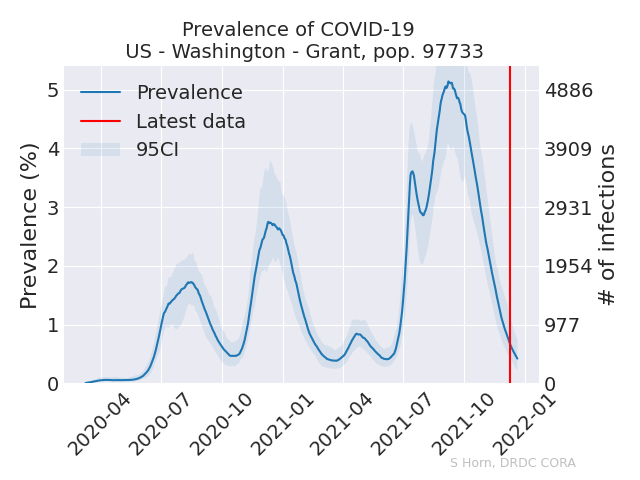 Prevalence of COVID-19
US - Washington - Grant, pop. 97733
Prevalence
Latest data
95CI
Prevalence (%)
5
4
3
2
1
0
4886
3909
2931
1954
977
0
# of infections
2020-04
2020-07
2020-10
2021-01
2021-04
2021-07
2021-10
2022-01
S Horn, DRDC CORA